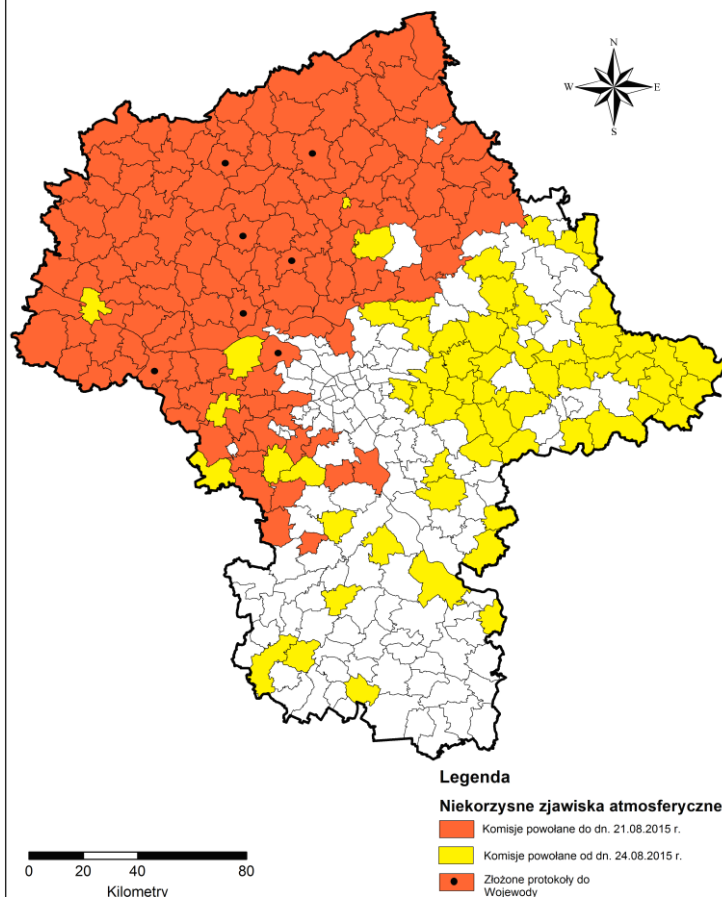 N
W E
S
Legenda
Niekorzysne zjawiska atmosferyczne
Komisje powołane do dn. 21.08.2015 r.
Komisje powołane od dn. 24.08.2015 r.
Złożone protokoły do
Wojewody
0 20 40 80
Kilometry